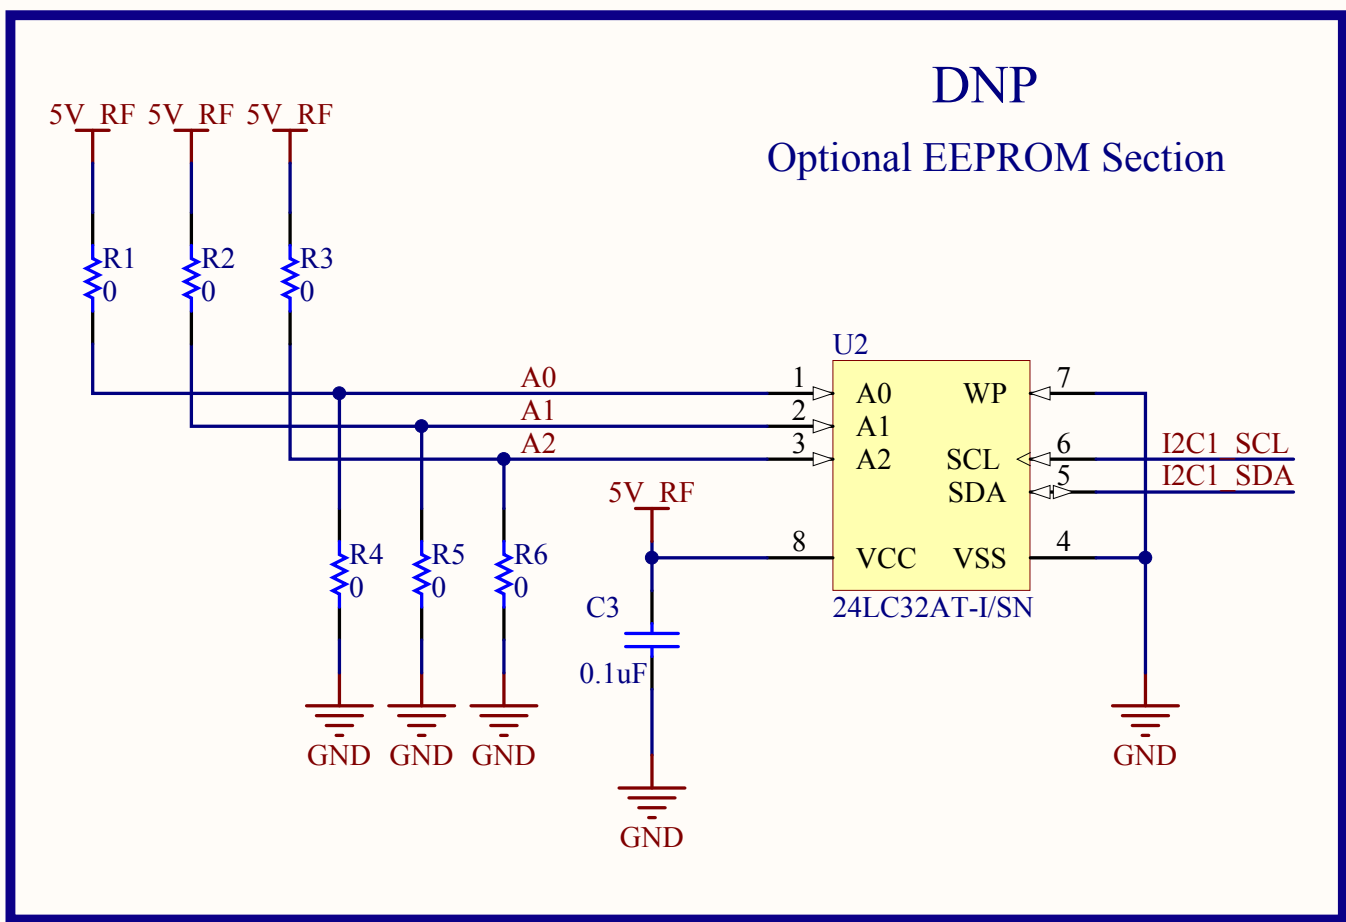 DNP
Optional EEPROM Section
5V_RF 5V_RF 5V_RF
R1 R2 R3
0 0 0
U2
A0 1 A0 WP 7
A1 2 A1
A2 3 A2 SCL 6 I2C1_SCL
SDA 5 I2C1_SDA
5V_RF
8 VCC VSS 4
R4 R5 R6
0 0 0
C3 24LC32AT-I/SN
0.1uF
GND GND GND GND
GND